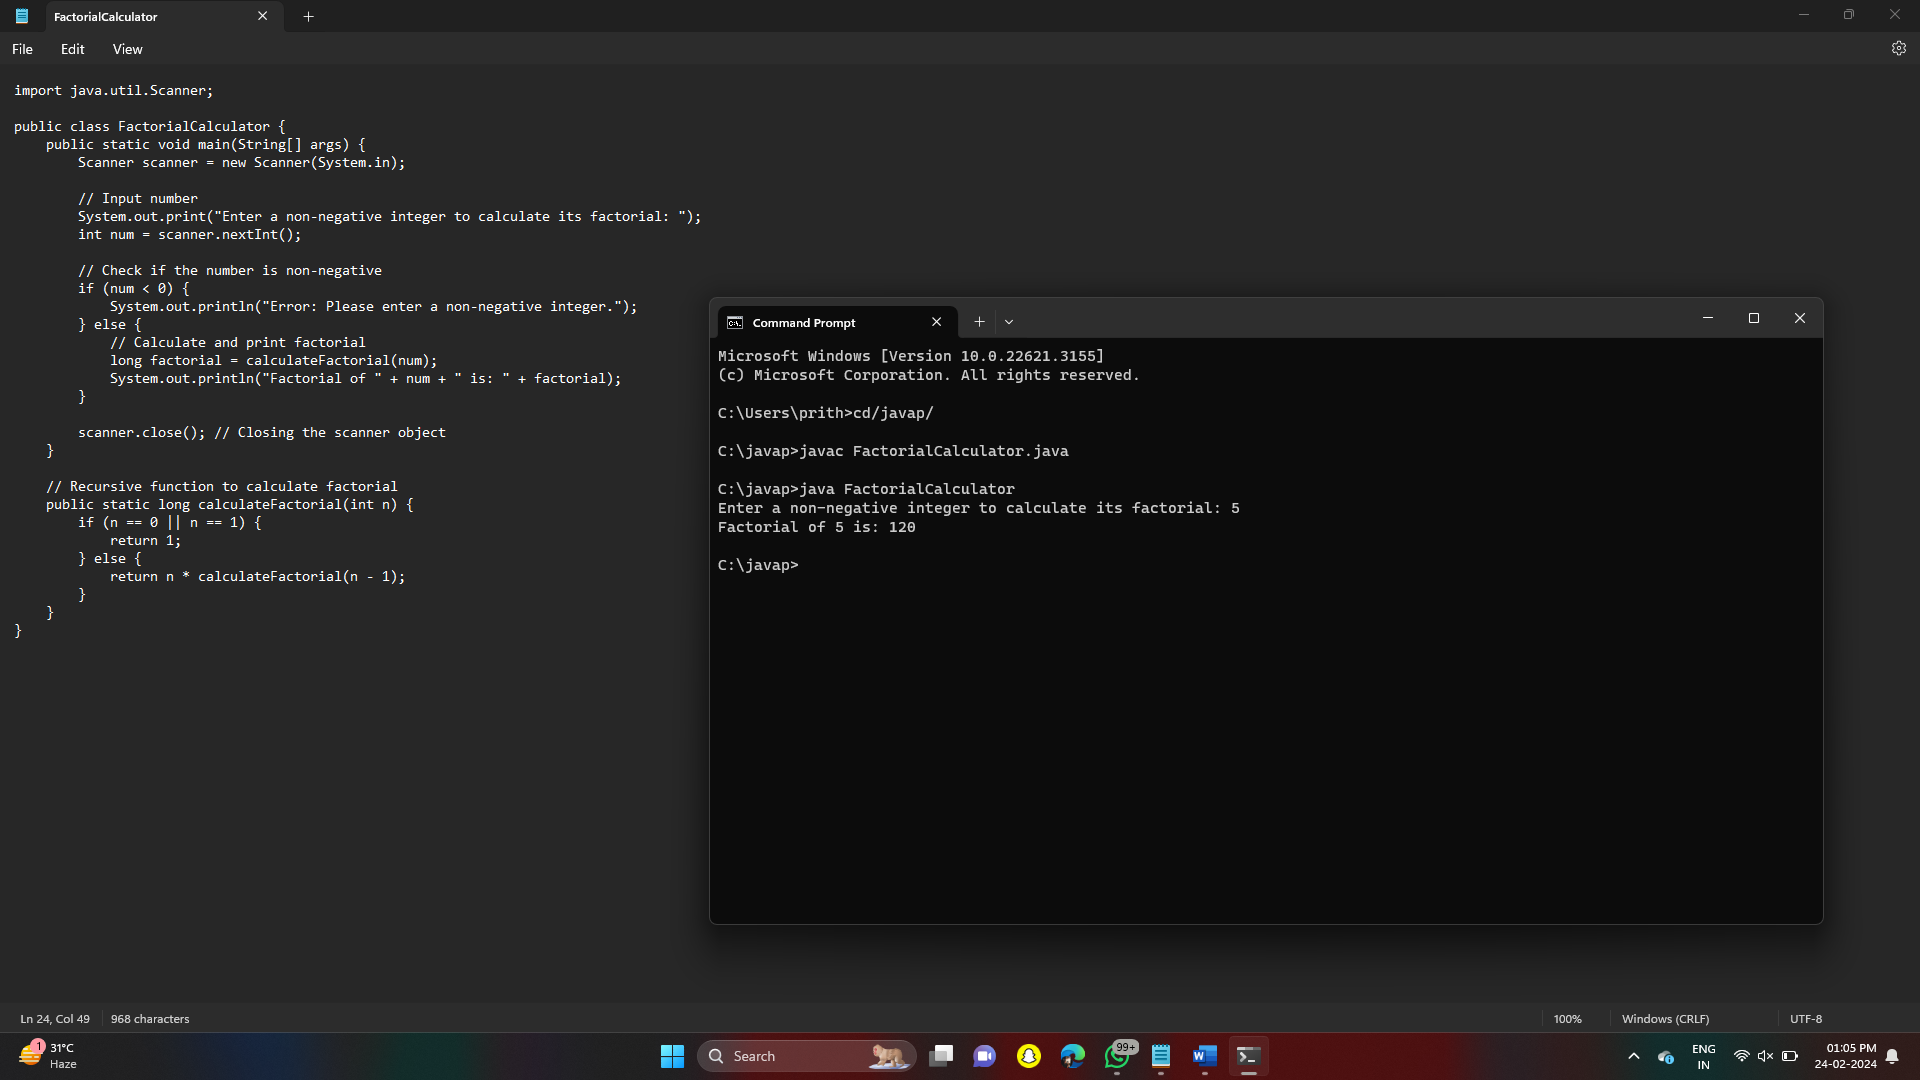 FactorialCalculator
File Edit View
import java.util.Scanner;
public class FactorialCalculator {
public static void main(String[] args) {
Scanner scanner = new Scanner(System.in);
// Input number
System.out.print("Enter a non-negative integer to calculate its factorial: ");
int num = scanner.nextInt();
// Check if the number is non-negative
if (num < 0) {
System.out.println("Error: Please enter a non-negative integer.");
} else {
// Calculate and print factorial
long factorial = calculateFactorial(num);
System.out.println("Factorial of " + num + " is: " + factorial);
}
scanner.close(); // Closing the scanner object
}
// Recursive function to calculate factorial
public static long calculateFactorial(int n) {
if (n == 0 || n == 1) {
return 1;
} else {
return n * calculateFactorial(n - 1);
}
}
}
Command Prompt
Microsoft Windows [Version 10.0.22621.3155]
(c) Microsoft Corporation. All rights reserved.
C:\Users\prith>cd/javap/
C:\javap>javac FactorialCalculator.java
C:\javap>java FactorialCalculator
Enter a non-negative integer to calculate its factorial: 5
Factorial of 5 is: 120
C:\javap>
Ln 24, Col 49 968 characters 100% Windows (CRLF) UTF-8
1 31°C
Haze
Search
99+
ENG
IN
01:05 PM
24-02-2024